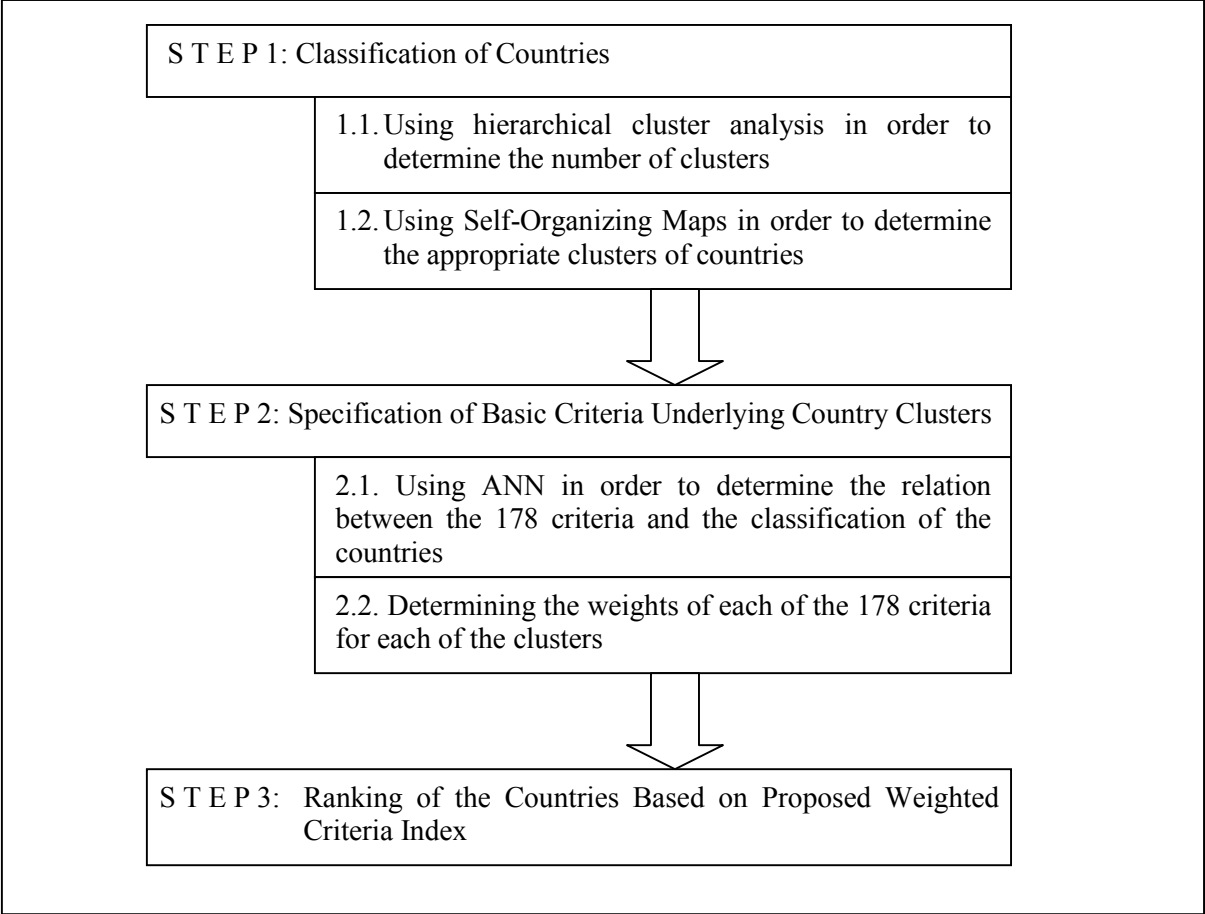 S T E P 1: Classification of Countries
1.1. Using hierarchical cluster analysis in order to
determine the number of clusters
1.2. Using Self-Organizing Maps in order to determine
the appropriate clusters of countries
S T E P 2: Specification of Basic Criteria Underlying Country Clusters
2.1. Using ANN in order to determine the relation
between the 178 criteria and the classification of the
countries
2.2. Determining the weights of each of the 178 criteria
for each of the clusters
S T E P 3: Ranking of the Countries Based on Proposed Weighted
Criteria Index